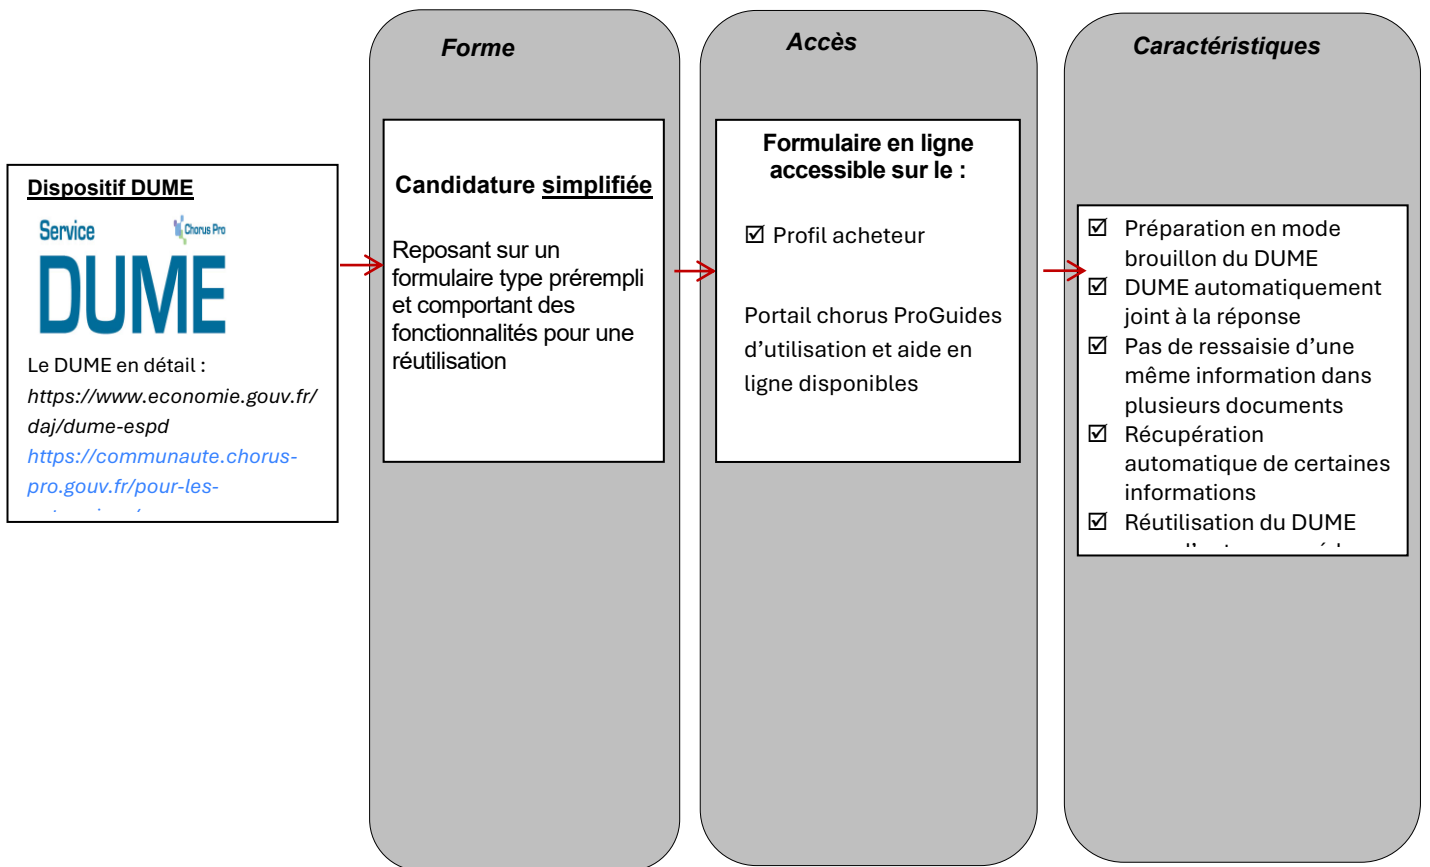 Forme
Accès
Caractéristiques
Dispositif DUME
Service
Chorus Pro
DUME
Le DUME en détail :
https://www.economie.gouv.fr/
daj/dume-espd
https://communaute.chorus-
pro.gouv.fr/pour-les-
Candidature simplifiée
Reposant sur un
formulaire type prérempli
et comportant des
fonctionnalités pour une
réutilisation
Formulaire en ligne
accessible sur le :
☑ Profil acheteur
Portail chorus ProGuides
d’utilisation et aide en
ligne disponibles
☑ Préparation en mode
brouillon du DUME
☑ DUME automatiquement
joint à la réponse
☑ Pas de ressaisie d’une
même information dans
plusieurs documents
☑ Récupération
automatique de certaines
informations
☑ Réutilisation du DUME